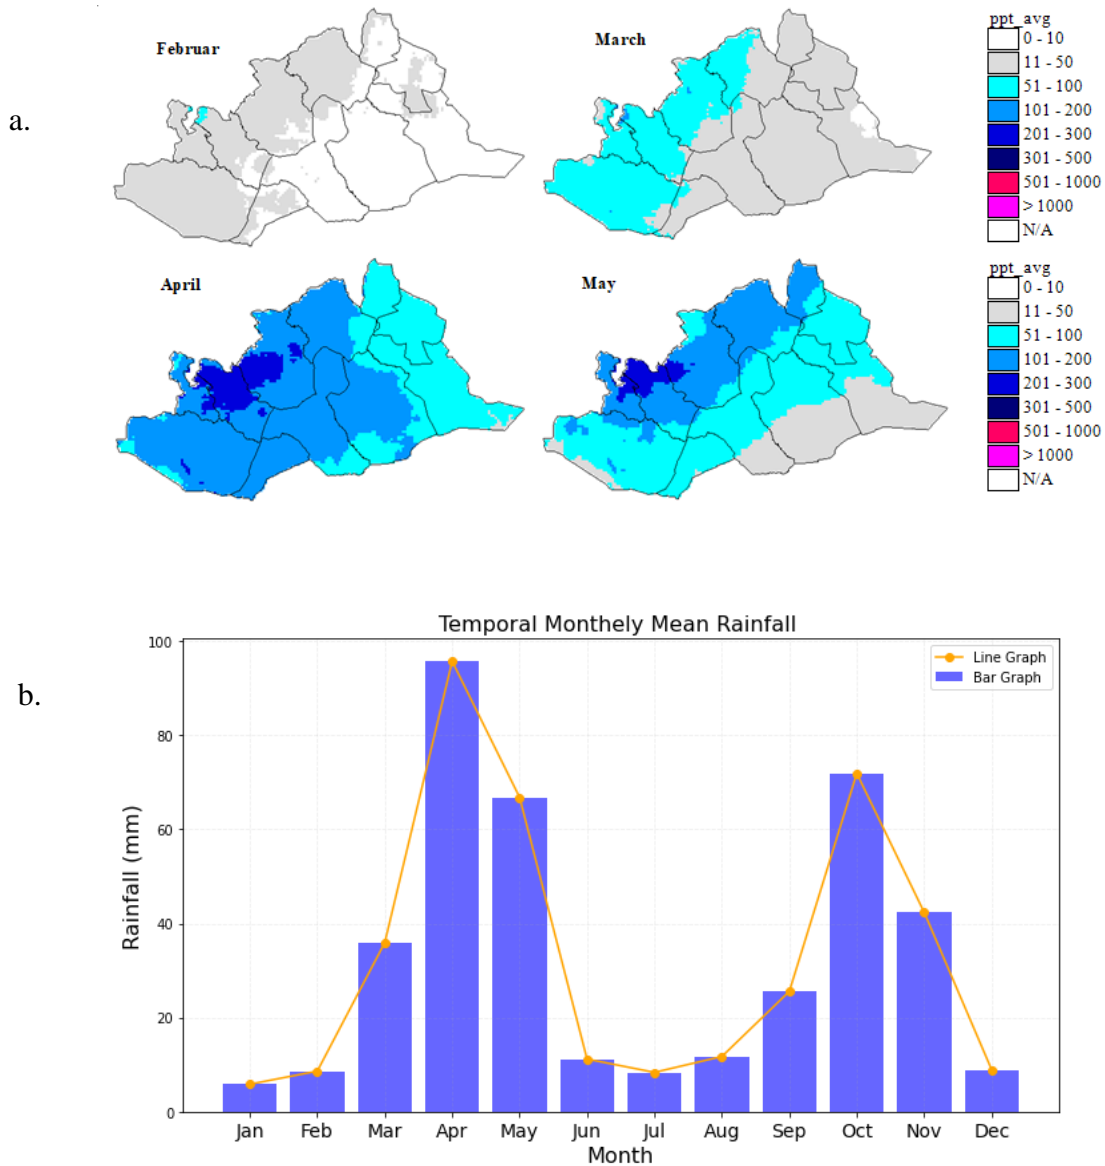 a.
Februar
March
ppt_avg
0 - 10
11 - 50
51 - 100
101 - 200
201 - 300
301 - 500
501 - 1000
> 1000
N/A
April
May
ppt_avg
0 - 10
11 - 50
51 - 100
101 - 200
201 - 300
301 - 500
501 - 1000
> 1000
N/A
b.
Temporal Monthely Mean Rainfall
Line Graph
Bar Graph
Rainfall (mm)
100
80
60
40
20
0
Jan Feb Mar Apr May Jun Jul Aug Sep Oct Nov Dec
Month